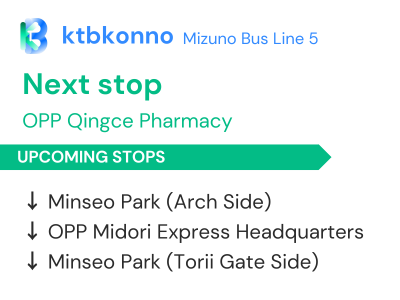 ktbkonno Mizuno Bus Line 5
Next stop
OPP Qingce Pharmacy
UPCOMING STOPS
↓ Minseo Park (Arch Side)
↓ OPP Midori Express Headquarters
↓ Minseo Park (Torii Gate Side)